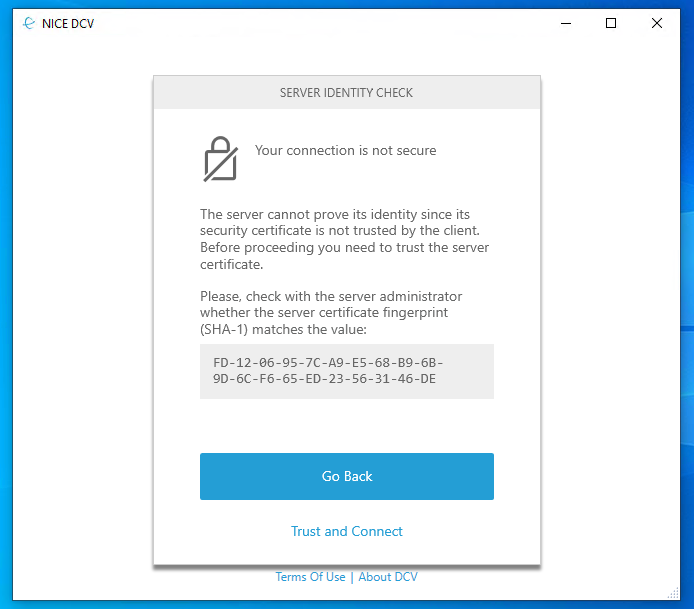 NICE DCV
SERVER IDENTITY CHECK
Your connection is not secure
The server cannot prove its identity since its
security certificate is not trusted by the client.
Before proceeding you need to trust the server
certificate.
Please, check with the server administrator
whether the server certificate fingerprint
(SHA-1) matches the value:
FD-12-06-95-7C-A9-E5-68-B9-6B-
9D-6C-F6-65-ED-23-56-31-46-DE
Go Back
Trust and Connect
Terms Of Use | About DCV